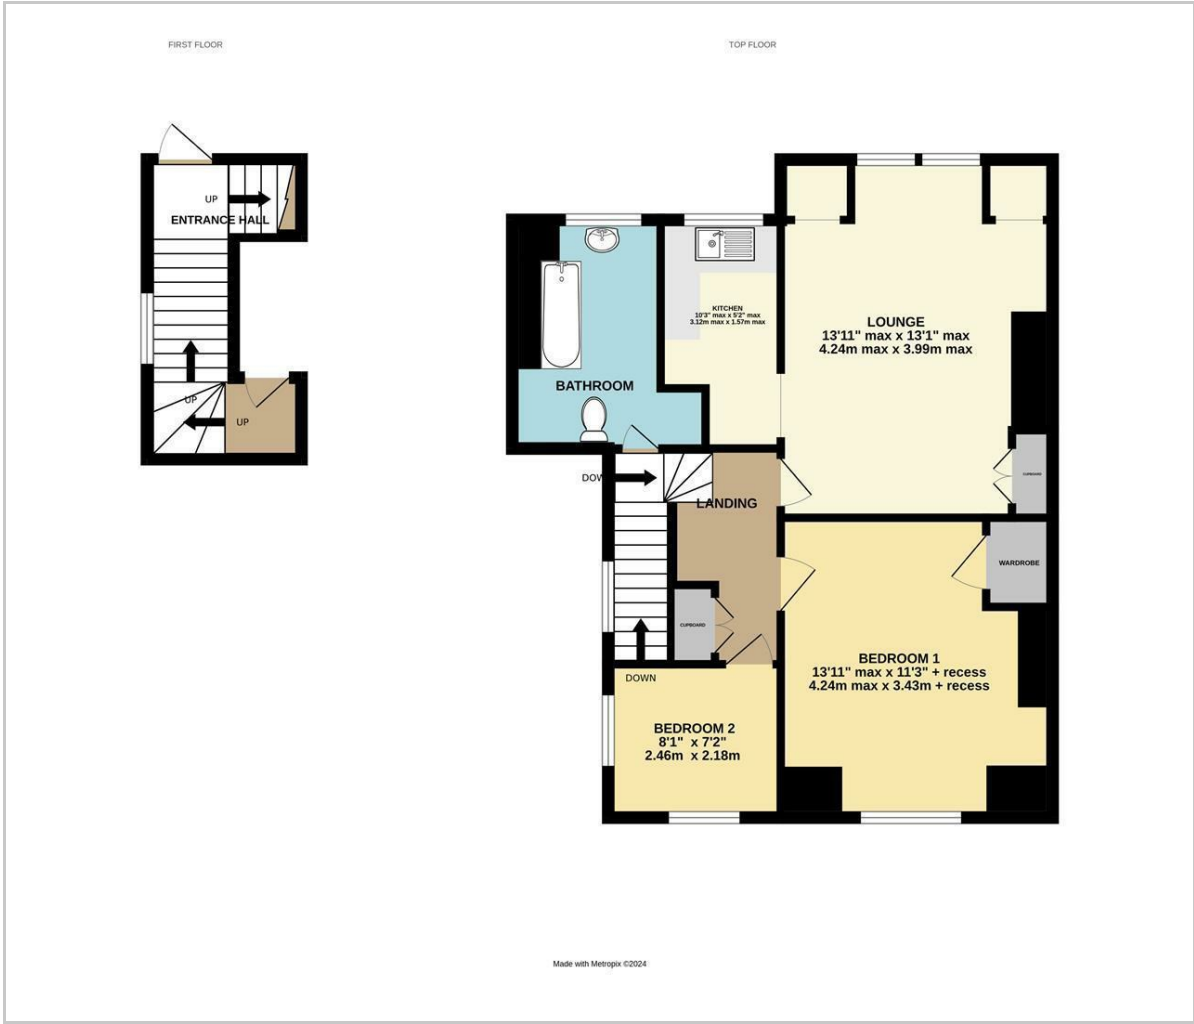 FIRST FLOOR
TOP FLOOR
UP
ENTRANCE HALL
UP
UP
KITCHEN
10'3" max x 5'2" max
3.12m max x 1.57m max
LOUNGE
13'11" max x 13'1" max
4.24m max x 3.99m max
BATHROOM
CUPBOARD
DOW
LANDING
WARDROBE
CUPBOARD
BEDROOM 1
13'11" max x 11'3" + recess
4.24m max x 3.43m + recess
DOWN
BEDROOM 2
8'1" x 7'2"
2.46m x 2.18m
Made with Metropix ©2024